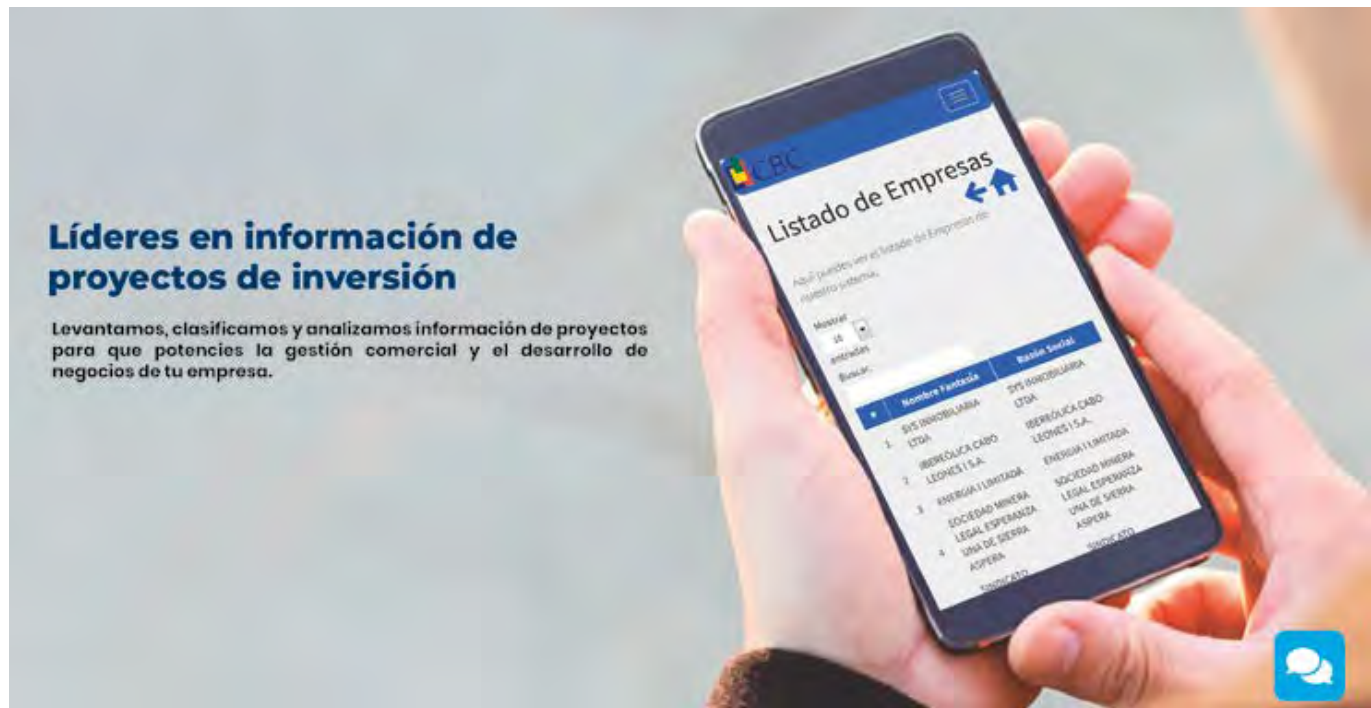 Líderes en información de
proyectos de inversión
Levantamos, clasificamos y analizamos información de proyectos
para que potencies la gestión comercial y el desarrollo de
negocios de tu empresa.
CBC
Listado de Empresas
Aquí puedes ver el listado de Empresas de
nuestro sistema.
Mostrar
10
entradas
Buscar:
# Nombre Fantasía Razón Social
1 SYS INMOBILIARIA LTDA SYS INMOBILIARIA LTDA
2 IBEREÓLICA CABO LEONES I S.A. IBEREÓLICA CABO LEONES I S.A.
3 ENERGIA I LIMITADA ENERGIA I LIMITADA
4 SOCIEDAD MINERA LEGAL ESPERANZA UNA DE SIERRA ASPERA SOCIEDAD MINERA LEGAL ESPERANZA UNA DE SIERRA ASPERA
SINDICATO SINDICATO